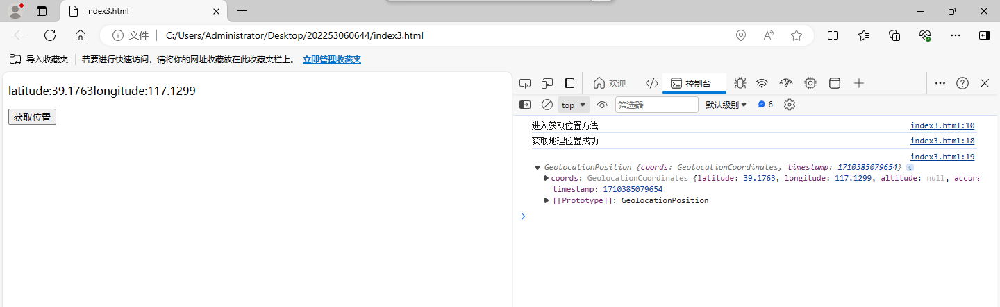 index3.html
文件 C:/Users/Administrator/Desktop/202253060644/index3.html
导入收藏夹 若要进行快速访问，请将你的网址收藏放在此收藏夹栏上。 立即管理收藏夹
latitude:39.1763longitude:117.1299
获取位置
欢迎 控制台
top 筛选器 默认级别 6
进入获取位置方法 index3.html:10
获取地理位置成功 index3.html:18
index3.html:19
GeolocationPosition {coords: GeolocationCoordinates, timestamp: 1710385079654}
coords: GeolocationCoordinates {latitude: 39.1763, longitude: 117.1299, altitude: null, accura
timestamp: 1710385079654
[[Prototype]]: GeolocationPosition